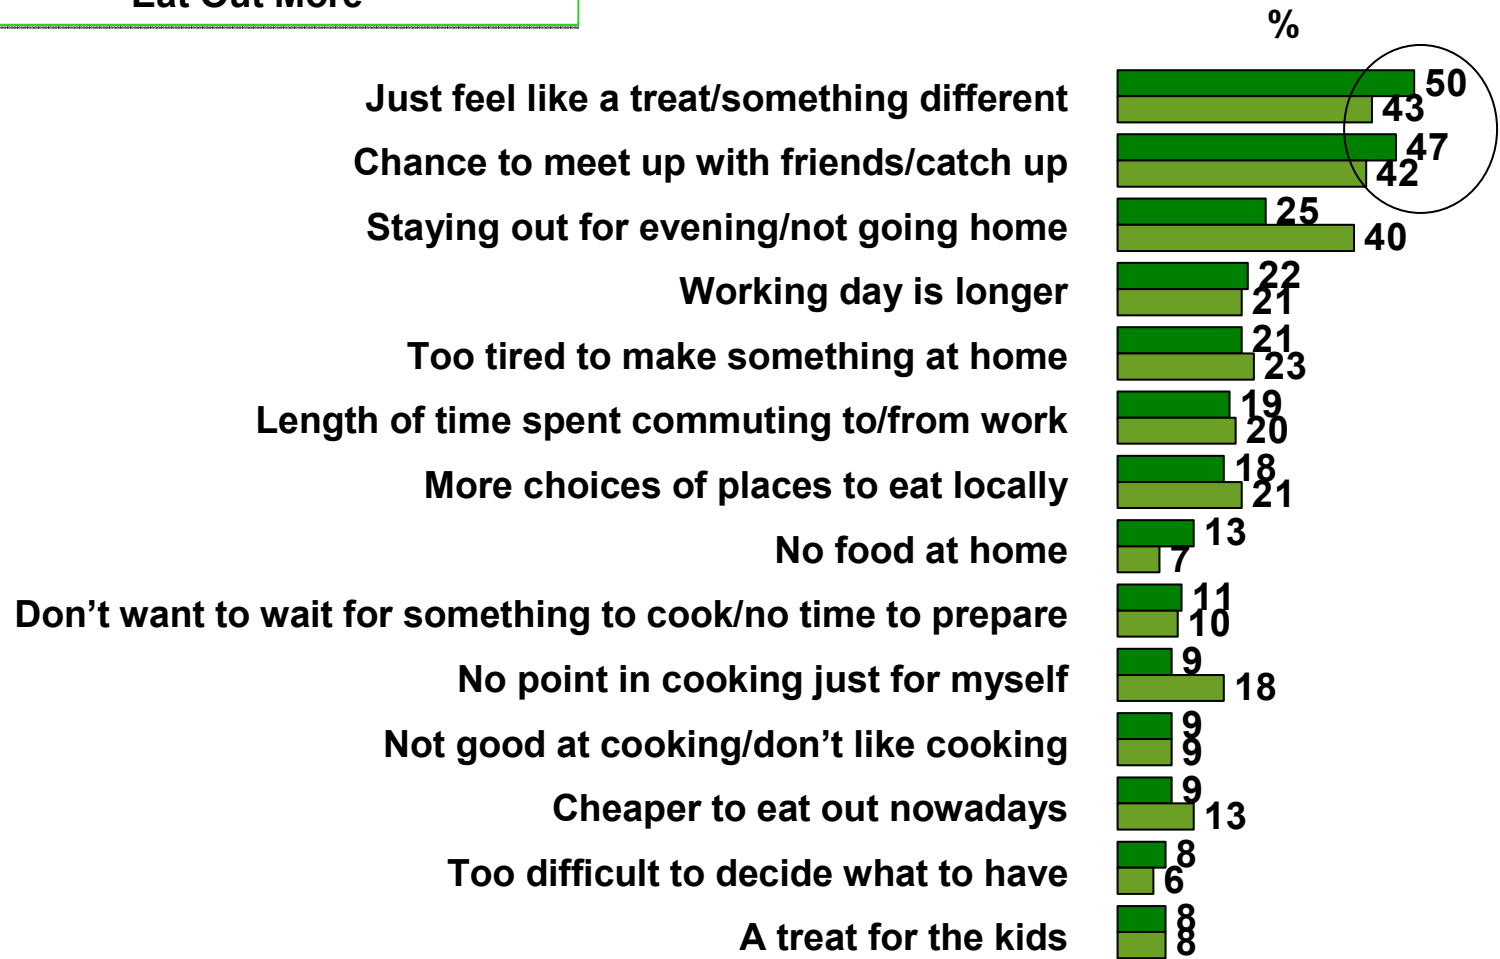 Eat Out More
%
Just feel like a treat/something different 50 43
Chance to meet up with friends/catch up 47 42
Staying out for evening/not going home 25 40
Working day is longer 22 21
Too tired to make something at home 21 23
Length of time spent commuting to/from work 19 20
More choices of places to eat locally 18 21
No food at home 13 7
Don’t want to wait for something to cook/no time to prepare 11 10
No point in cooking just for myself 9 18
Not good at cooking/don’t like cooking 9 9
Cheaper to eat out nowadays 9 13
Too difficult to decide what to have 8 6
A treat for the kids 8 8